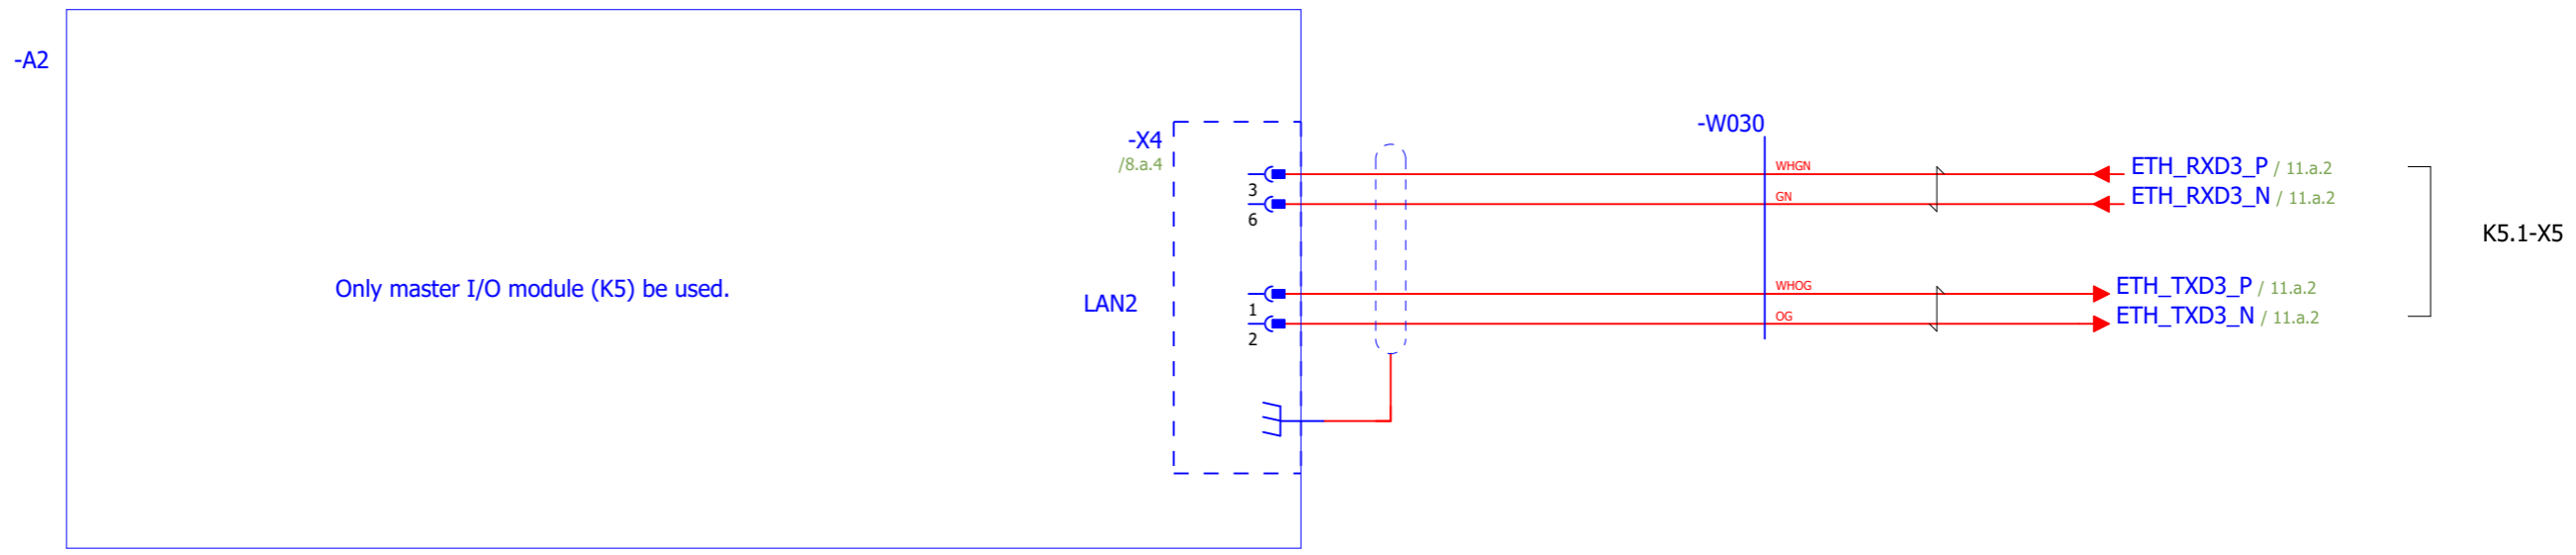 -A2
-W030
-X4
/8.a.4
WHGN
ETH_RXD3_P / 11.a.2
3
GN
ETH_RXD3_N / 11.a.2
6
K5.1-X5
Only master I/O module (K5) be used.
LAN2
WHOG
ETH_TXD3_P / 11.a.2
1
OG
ETH_TXD3_N / 11.a.2
2